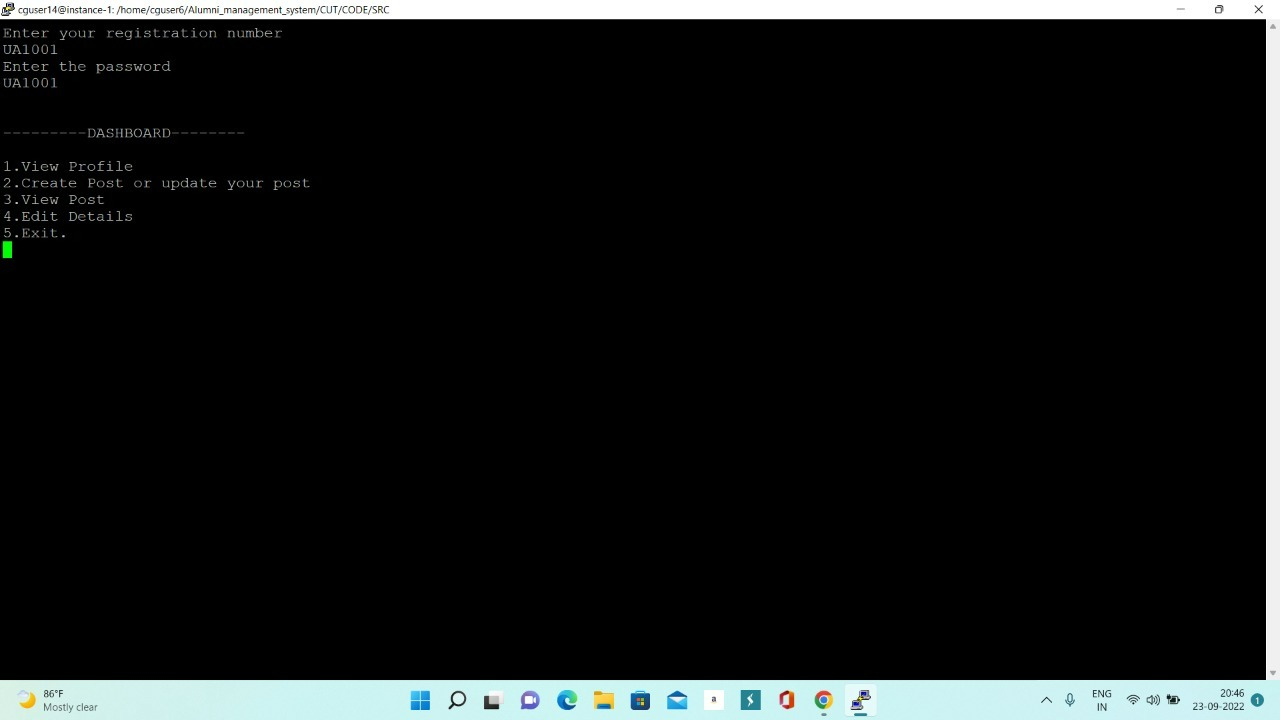 cguser14@instance-1: /home/cguser6/Alumni_management_system/CUT/CODE/SRC
Enter your registration number
UA1001
Enter the password
UA1001
---------DASHBOARD--------
1.View Profile
2.Create Post or update your post
3.View Post
4.Edit Details
5.Exit.
86°F
Mostly clear
a
ENG
IN
20:46
23-09-2022
1